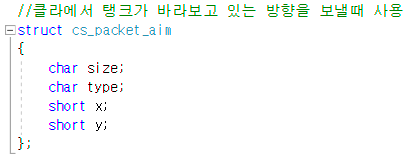 //클라에서 탱크가 바라보고 있는 방향을 보낼때 사용
struct cs_packet_aim
{
    char size;
    char type;
    short x;
    short y;
};